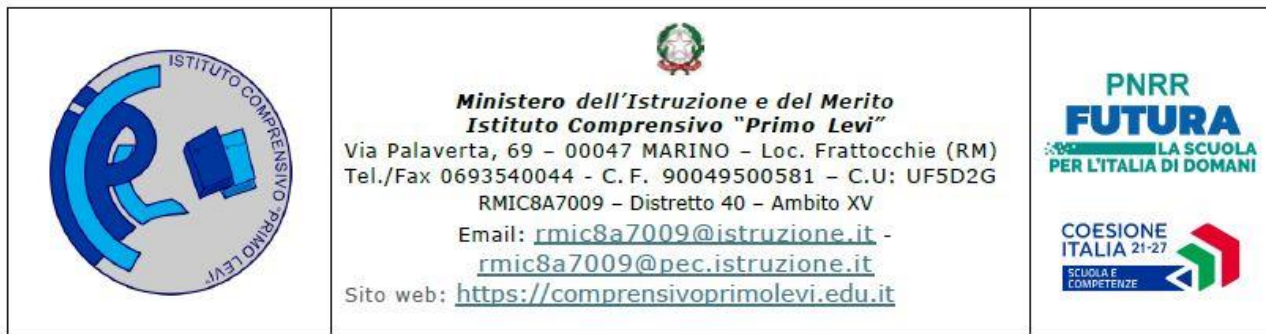 ISTITUTO COMPRENSIVO "PRIMO LEVI"
Ministero dell'Istruzione e del Merito
Istituto Comprensivo "Primo Levi"
Via Palaverta, 69 – 00047 MARINO – Loc. Frattocchie (RM)
Tel./Fax 0693540044 - C. F. 90049500581 – C.U: UF5D2G
RMIC8A7009 – Distretto 40 – Ambito XV
Email: rmic8a7009@istruzione.it -
rmic8a7009@pec.istruzione.it
Sito web: https://comprensivoprimolevi.edu.it
PNRR
FUTURA
LA SCUOLA
PER L'ITALIA DI DOMANI
COESIONE
ITALIA 21-27
SCUOLA E
COMPETENZE